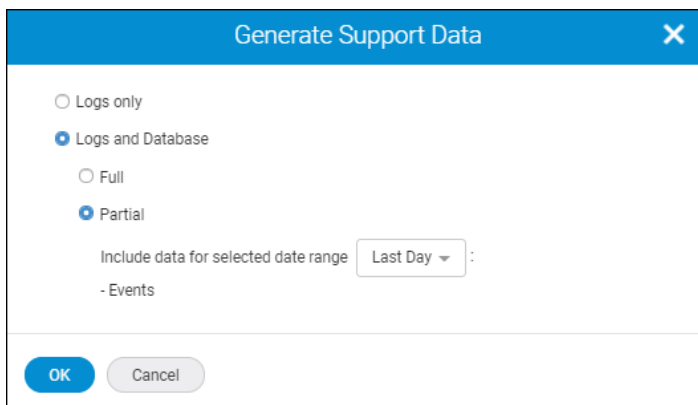 Generate Support Data
Logs only
Logs and Database
Full
Partial
Include data for selected date range Last Day :
- Events
OK Cancel